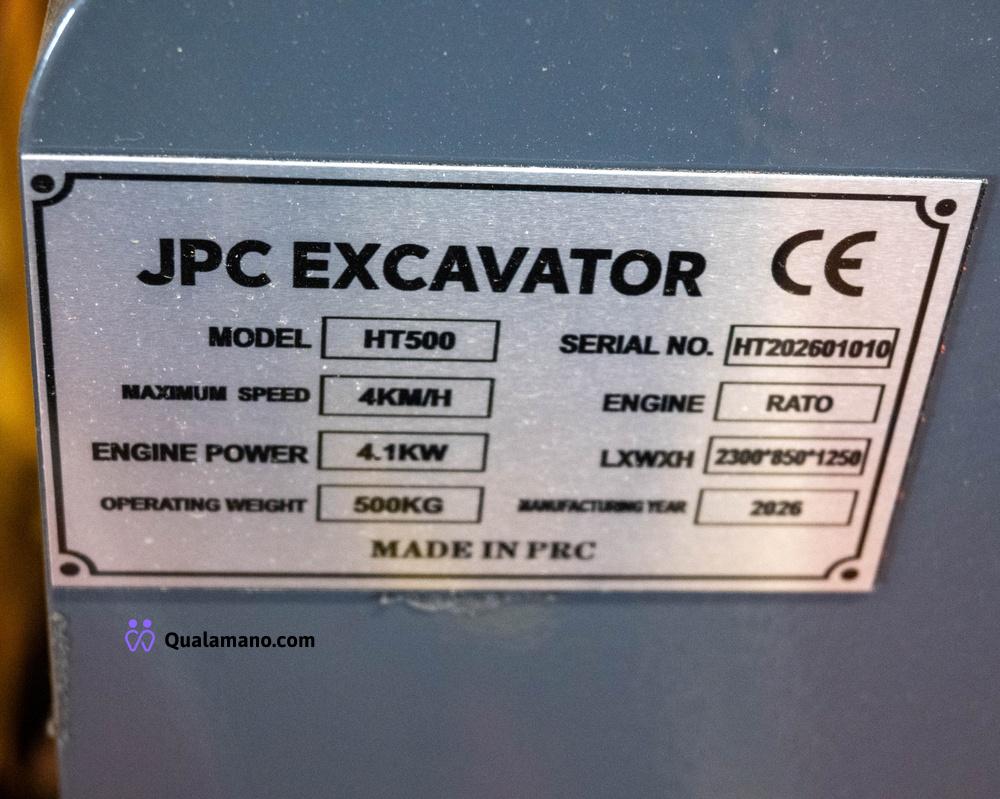 JPC EXCAVATOR CE
MODEL HT500 SERIAL NO. HT202601010
MAXIMUM SPEED 4KM/H ENGINE RATO
ENGINE POWER 4.1KW LXWXH 2300*850*1250
OPERATING WEIGHT 500KG MANUFACTURING YEAR 2026
MADE IN PRC
Qualamano.com